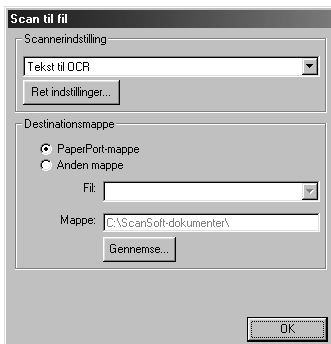 Scan til fil
Scannerindstilling
Tekst til OCR
Ret indstillinger...
Destinationsmappe
PaperPort-mappe
Anden mappe
Fil:
Mappe: C:\ScanSoft-dokumenter\
Gennemse...
OK